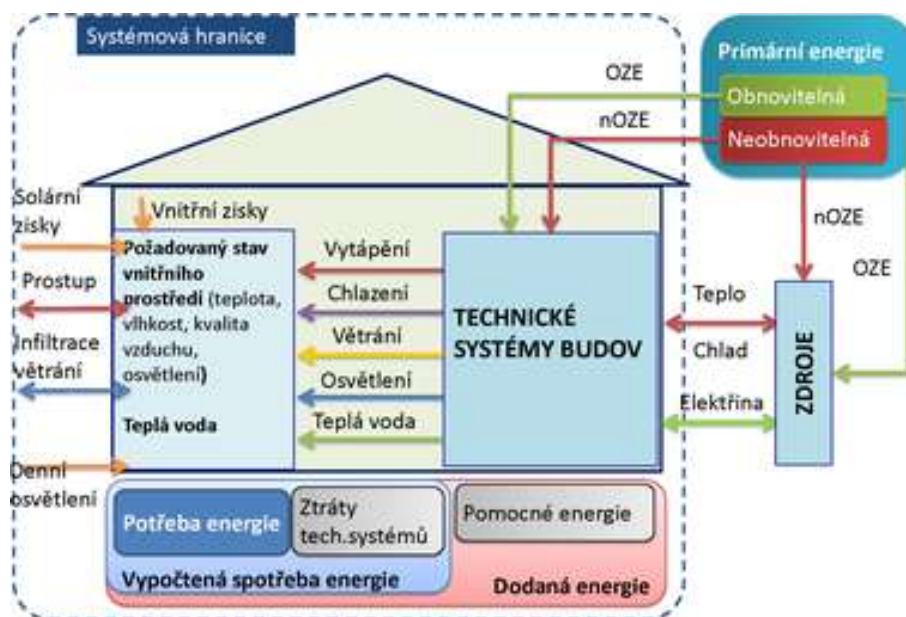 Systémová hranice
Primární energie
Obnovitelná
Neobnovitelná
OZE
nOZE
nOZE
OZE
Solární
zisky
Vnitřní zisky
Prostup
Infiltrace
větrání
Denní
osvětlení
Požadovaný stav
vnitřního
prostředí (teplota,
vlhkost, kvalita
vzduchu,
osvětlení)
Teplá voda
Vytápění
Chlazení
Větrání
Osvětlení
Teplá voda
TECHNICKÉ
SYSTÉMY BUDOV
Teplo
Chlad
Elektřina
ZDROJE
Potřeba energie
Ztráty
tech.systémů
Pomocné energie
Vypočtená spotřeba energie
Dodaná energie